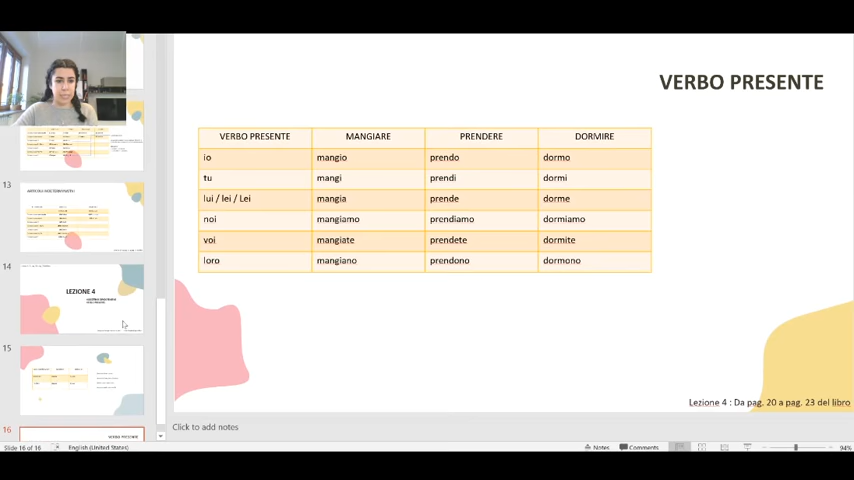 VERBO PRESENTE
VERBO PRESENTE MANGIARE PRENDERE DORMIRE
io mangio prendo dormo
tu mangi prendi dormi
lui / lei / Lei mangia prende dorme
noi mangiamo prendiamo dormiamo
voi mangiate prendete dormite
loro mangiano prendono dormono
Lezione 4 : Da pag. 20 a pag. 23 del libro
13
14
LEZIONE 4
15
16
VERBO PRESENTE
Click to add notes
Slide 16 of 16 English (United States) Notes Comments 94%